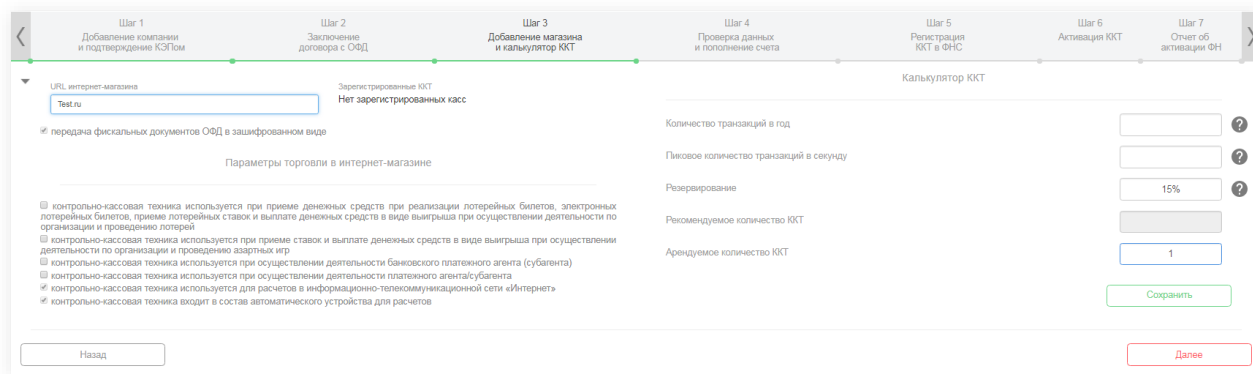 Шаг 1
Добавление компании
и подтверждение КЭПом
Шаг 2
Заключение
договора с ОФД
Шаг 3
Добавление магазина
и калькулятор ККТ
Шаг 4
Проверка данных
и пополнение счета
Шаг 5
Регистрация
ККТ в ФНС
Шаг 6
Активация ККТ
Шаг 7
Отчет об
активации ФН
URL интернет-магазина
Test.ru
Зарегистрированные ККТ
Нет зарегистрированных касс
передача фискальных документов ОФД в зашифрованном виде
Параметры торговли в интернет-магазине
контрольно-кассовая техника используется при приеме денежных средств при реализации лотерейных билетов, электронных
лотерейных билетов, приеме лотерейных ставок и выплате денежных средств в виде выигрыша при осуществлении деятельности по
организации и проведению лотерей
контрольно-кассовая техника используется при приеме ставок и выплате денежных средств в виде выигрыша при осуществлении
деятельности по организации и проведению азартных игр
контрольно-кассовая техника используется при осуществлении деятельности банковского платежного агента (субагента)
контрольно-кассовая техника используется при осуществлении деятельности платежного агента/субагента
контрольно-кассовая техника используется для расчетов в информационно-телекоммуникационной сети «Интернет»
контрольно-кассовая техника входит в состав автоматического устройства для расчетов
Калькулятор ККТ
Количество транзакций в год
?
Пиковое количество транзакций в секунду
?
Резервирование
15%
?
Рекомендуемое количество ККТ
Арендуемое количество ККТ
1
Сохранить
Назад
Далее